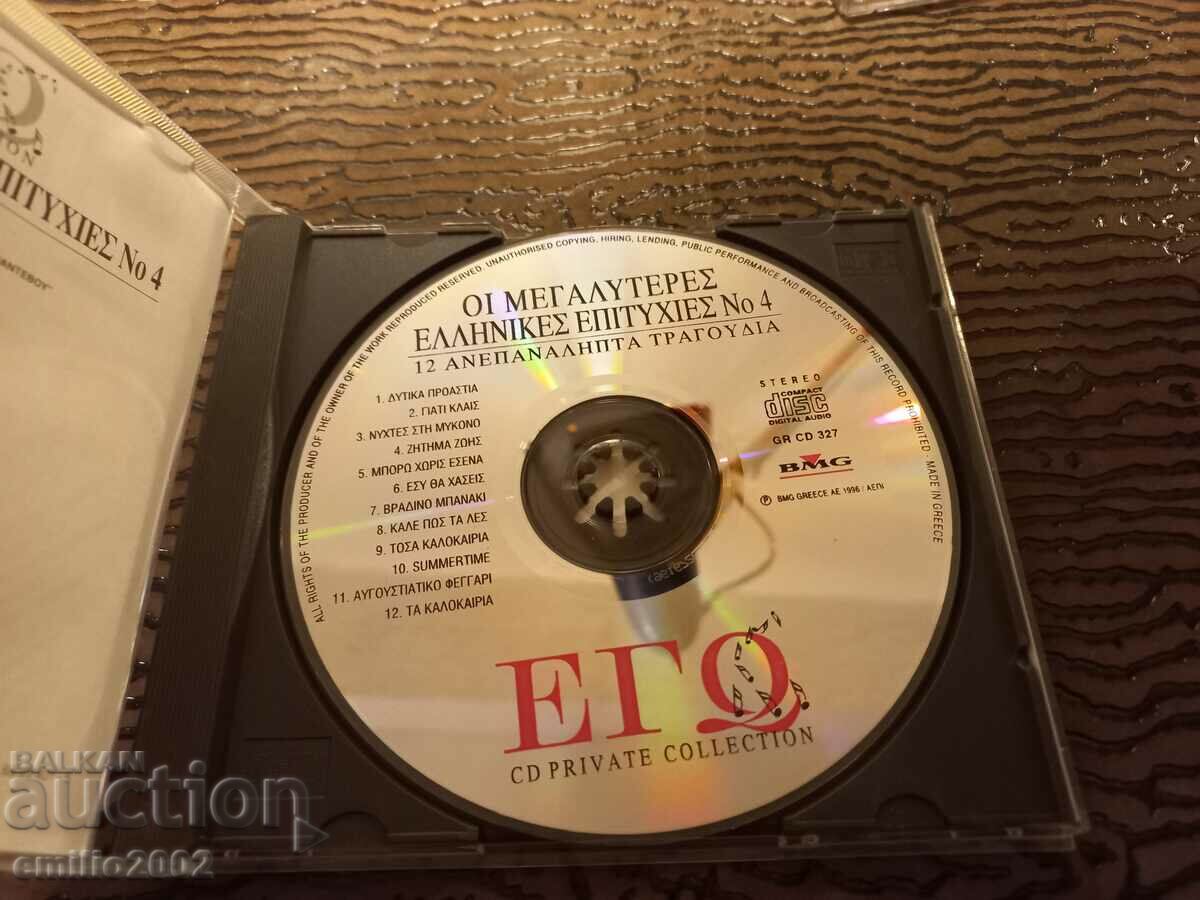 ΟΙ ΜΕΓΑΛΥΤΕΡΕΣ
ΕΛΛΗΝΙΚΕΣ ΕΠΙΤΥΧΙΕΣ Νο 4
12 ΑΝΕΠΑΝΑΛΗΠΤΑ ΤΡΑΓΟΥΔΙΑ
1. ΔΥΤΙΚΑ ΠΡΟΑΣΤΙΑ
2. ΓΙΑΤΙ ΚΛΑΙΣ
3. ΝΥΧΤΕΣ ΣΤΗ ΜΥΚΟΝΟ
4. ΖΗΤΗΜΑ ΖΩΗΣ
5. ΜΠΟΡΩ ΧΩΡΙΣ ΕΣΕΝΑ
6. ΕΣΥ ΘΑ ΧΑΣΕΙΣ
7. ΒΡΑΔΙΝΟ ΜΠΑΝΑΚΙ
8. ΚΑΛΕ ΠΩΣ ΤΑ ΛΕΣ
9. ΤΟΣΑ ΚΑΛΟΚΑΙΡΙΑ
10. SUMMERTIME
11. ΑΥΓΟΥΣΤΙΑΤΙΚΟ ΦΕΓΓΑΡΙ
12. ΤΑ ΚΑΛΟΚΑΙΡΙΑ
STEREO
COMPACT
disc
DIGITAL AUDIO
GR CD 327
BMG
℗ BMG GREECE AE 1996 / ΑΕΠΙ
ΕΓΩ
CD PRIVATE COLLECTION
ALL RIGHTS OF THE PRODUCER AND OF THE OWNER OF THE WORK REPRODUCED RESERVED. UNAUTHORISED COPYING, HIRING, LENDING, PUBLIC PERFORMANCE AND BROADCASTING OF THIS RECORD PROHIBITED - MADE IN GREECE
ΕΠΙΤΥΧΙΕΣ Νο 4
BALKAN
auction
emilio2002